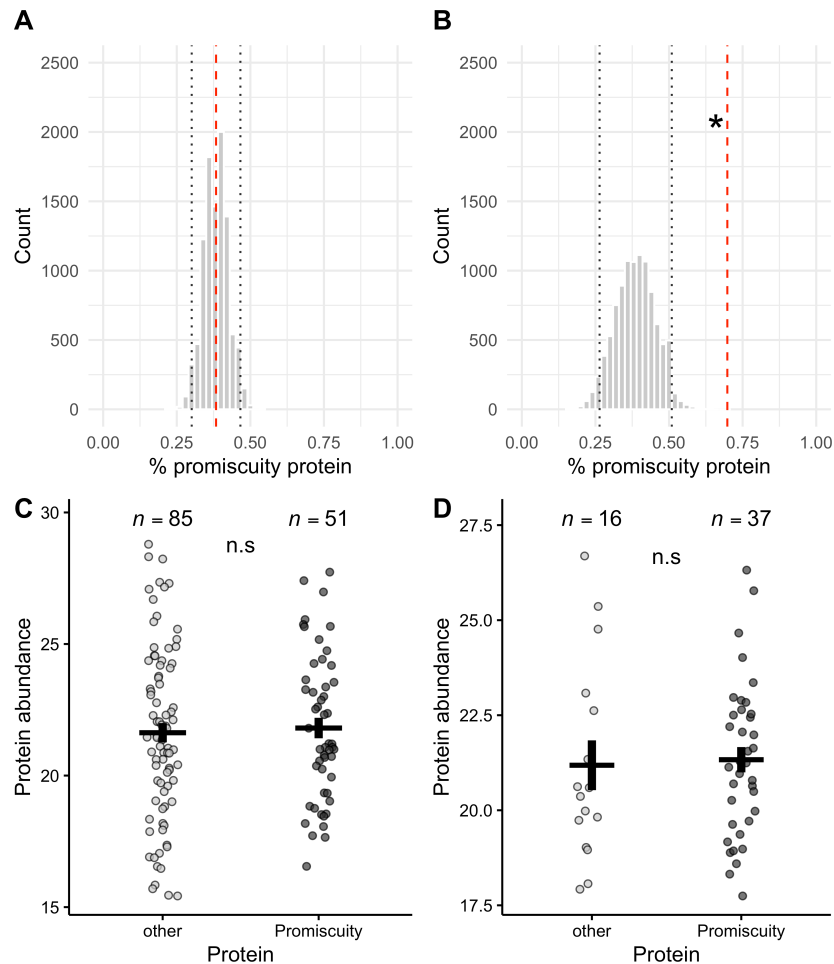 A
2500
2000
1500
1000
500
0
Count
0.00 0.25 0.50 0.75 1.00
% promiscuity protein
B
2500
2000
*
1500
1000
500
0
Count
0.00 0.25 0.50 0.75 1.00
% promiscuity protein
C
30
25
20
15
Protein abundance
n = 85 n = 51
n.s
other Promiscuity
Protein
D
27.5
25.0
22.5
20.0
17.5
Protein abundance
n = 16 n = 37
n.s
other Promiscuity
Protein